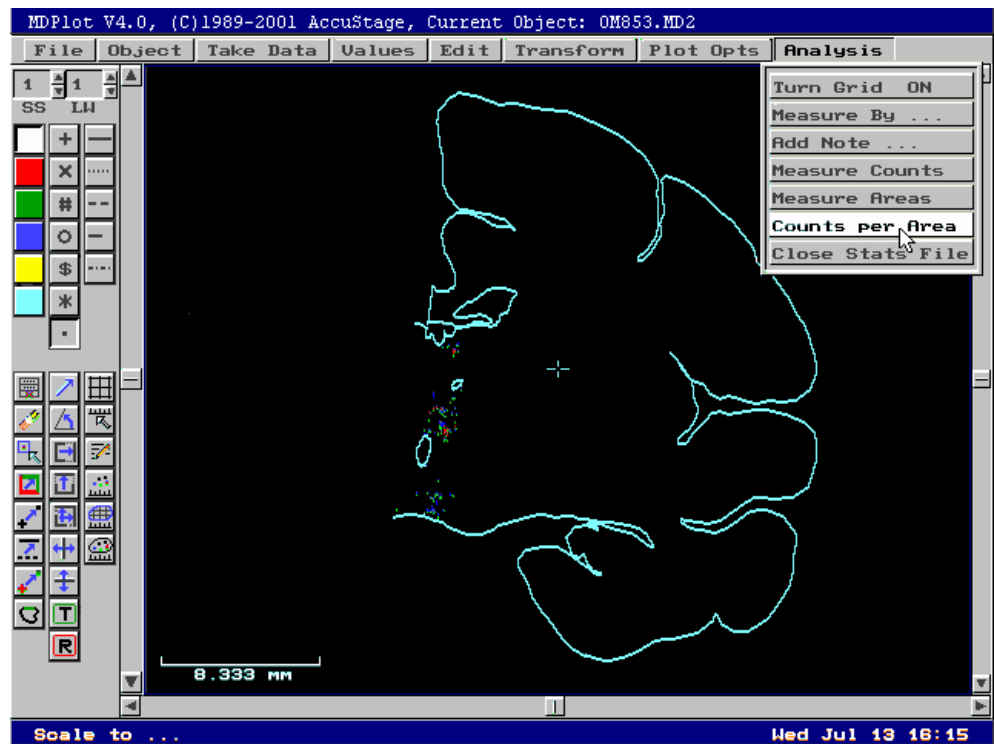 MDPlot V4.0, (C)1989-2001 AccuStage, Current Object: OM853.MD2
File Object Take Data Values Edit Transform Plot Opts Analysis
1 1
SS LW
Turn Grid ON
Measure By ...
Add Note ...
Measure Counts
Measure Areas
Counts per Area
Close Stats File
T
R
8.333 MM
Scale to ... Wed Jul 13 16:15